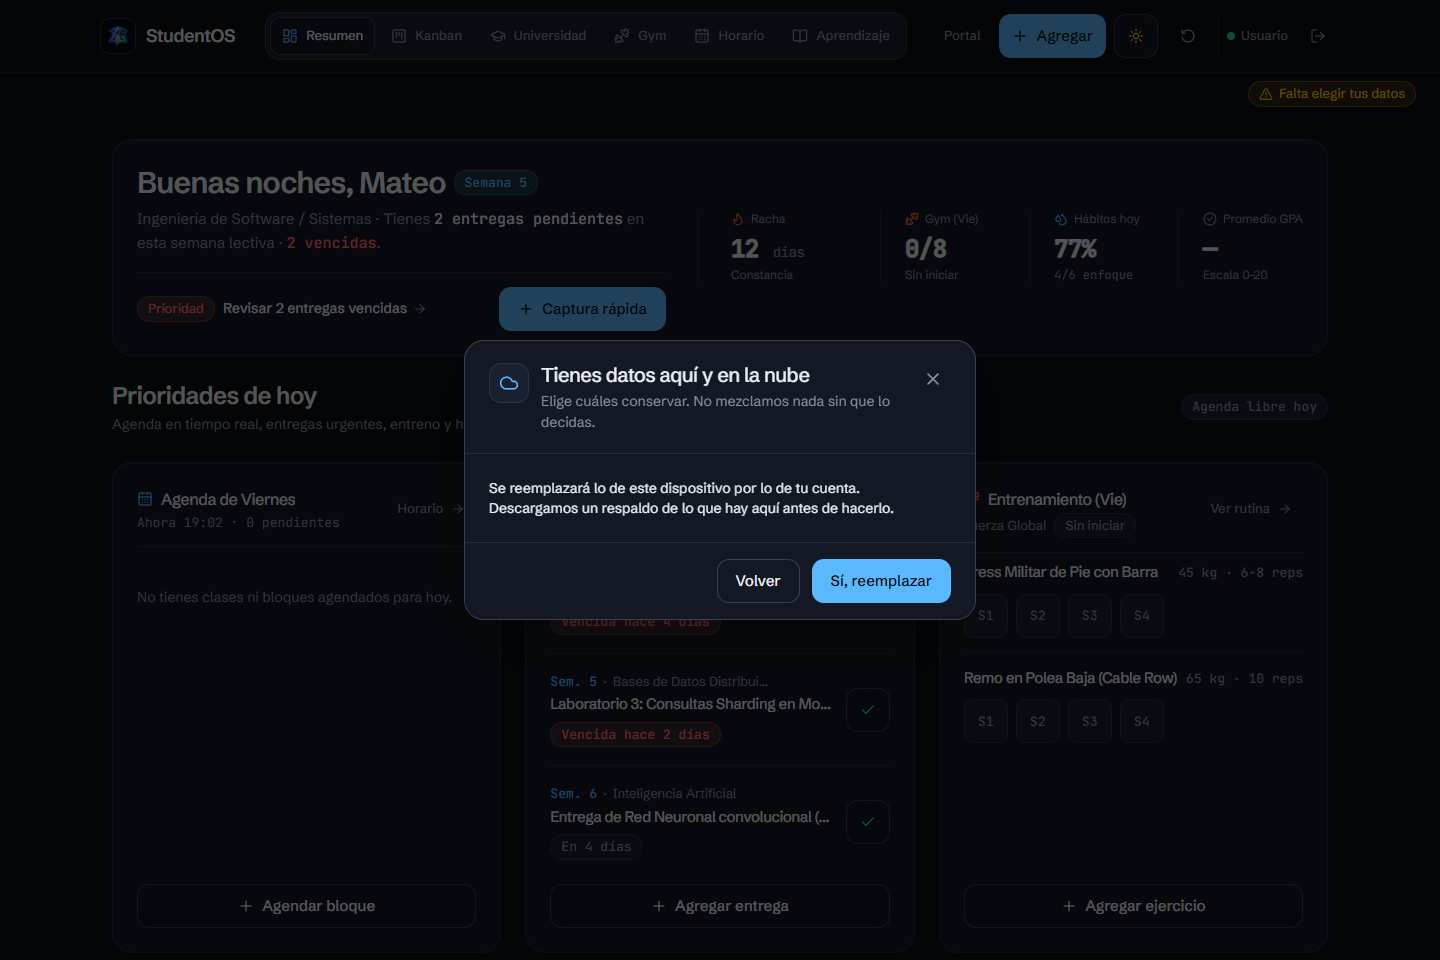 StudentOS
Resumen
Kanban
Universidad
Gym
Horario
Aprendizaje
Portal
Agregar
Usuario
Falta elegir tus datos
Buenas noches, Mateo
Semana 5
Ingeniería de Software / Sistemas · Tienes 2 entregas pendientes en
esta semana lectiva · 2 vencidas.
Prioridad
Revisar 2 entregas vencidas
Captura rápida
Racha
12 días
Constancia
Gym (Vie)
0/8
Sin iniciar
Hábitos hoy
77%
4/6 enfoque
Promedio GPA
—
Escala 0-20
Tienes datos aquí y en la nube
Elige cuáles conservar. No mezclamos nada sin que lo
decidas.
Se reemplazará lo de este dispositivo por lo de tu cuenta.
Descargamos un respaldo de lo que hay aquí antes de hacerlo.
Volver
Sí, reemplazar
Prioridades de hoy
Agenda en tiempo real, entregas urgentes, entreno y h
Agenda libre hoy
Agenda de Viernes
Ahora 19:02 · 0 pendientes
Horario
No tienes clases ni bloques agendados para hoy.
Agendar bloque
Vencida hace 4 días
Sem. 5 · Bases de Datos Distribui...
Laboratorio 3: Consultas Sharding en Mo...
Vencida hace 2 días
Sem. 6 · Inteligencia Artificial
Entrega de Red Neuronal convolucional (...
En 4 días
Agregar entrega
Entrenamiento (Vie)
erza Global
Sin iniciar
Ver rutina
ress Militar de Pie con Barra
45 kg · 6-8 reps
S1
S2
S3
S4
Remo en Polea Baja (Cable Row)
65 kg · 10 reps
S1
S2
S3
S4
Agregar ejercicio